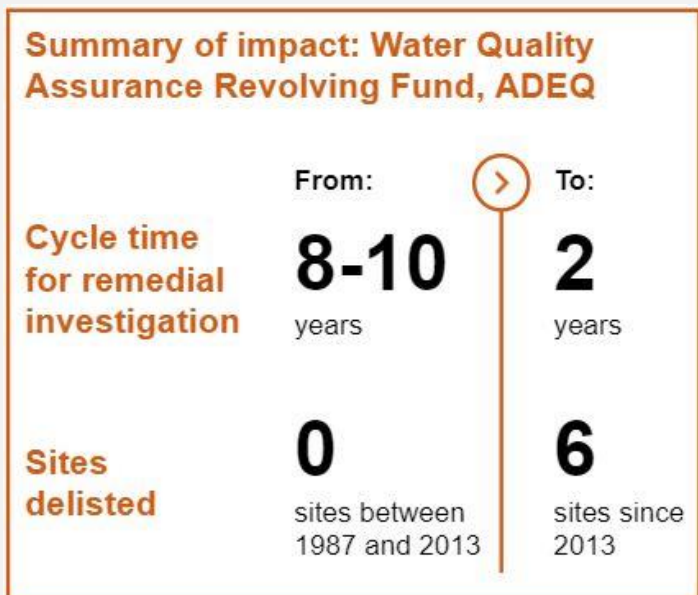 Summary of impact: Water Quality
Assurance Revolving Fund, ADEQ
From:
To:
Cycle time
for remedial
investigation
8-10
years
2
years
Sites
delisted
0
sites between
1987 and 2013
6
sites since
2013